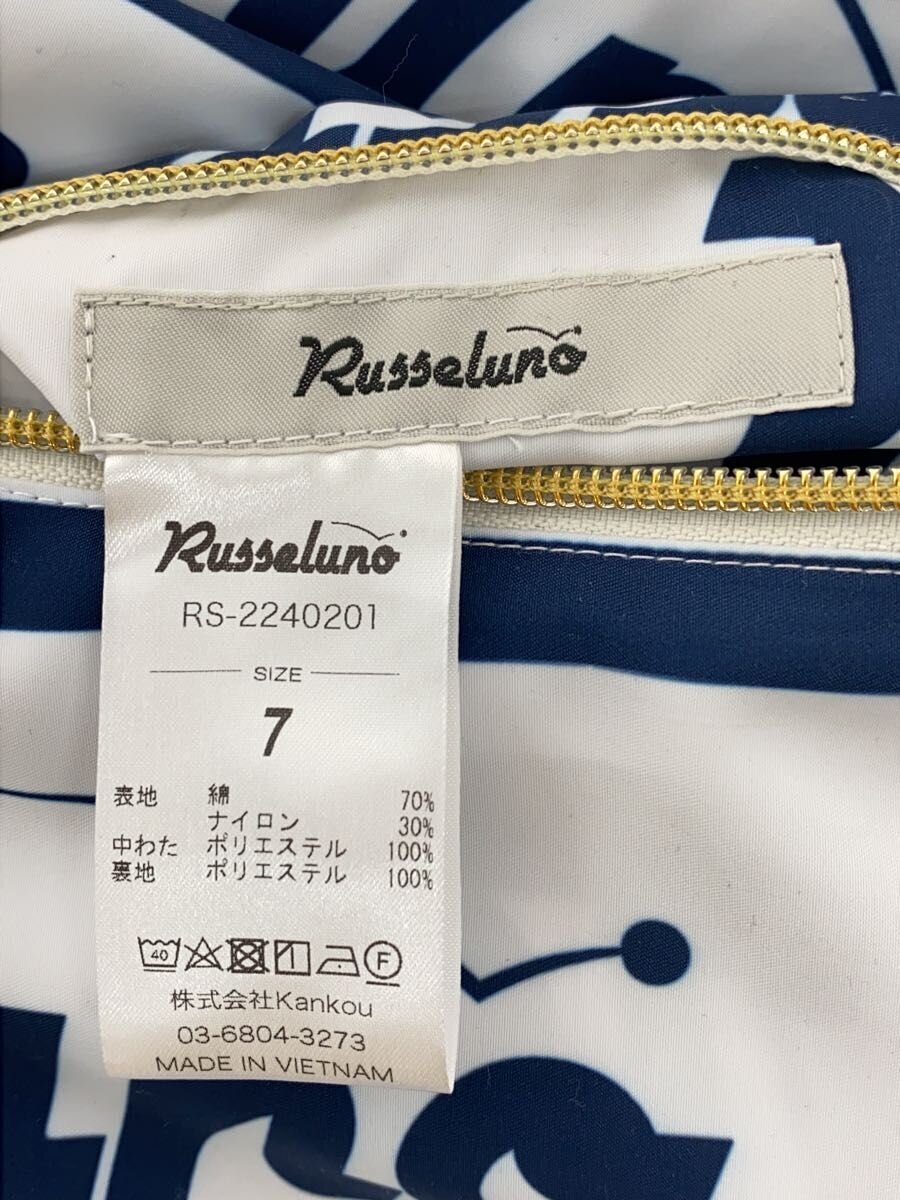 Russeluno
Russeluno
RS-2240201
SIZE
7
表地 綿 70%
ナイロン 30%
中わた ポリエステル 100%
裏地 ポリエステル 100%
40 F
株式会社Kankou
03-6804-3273
MADE IN VIETNAM